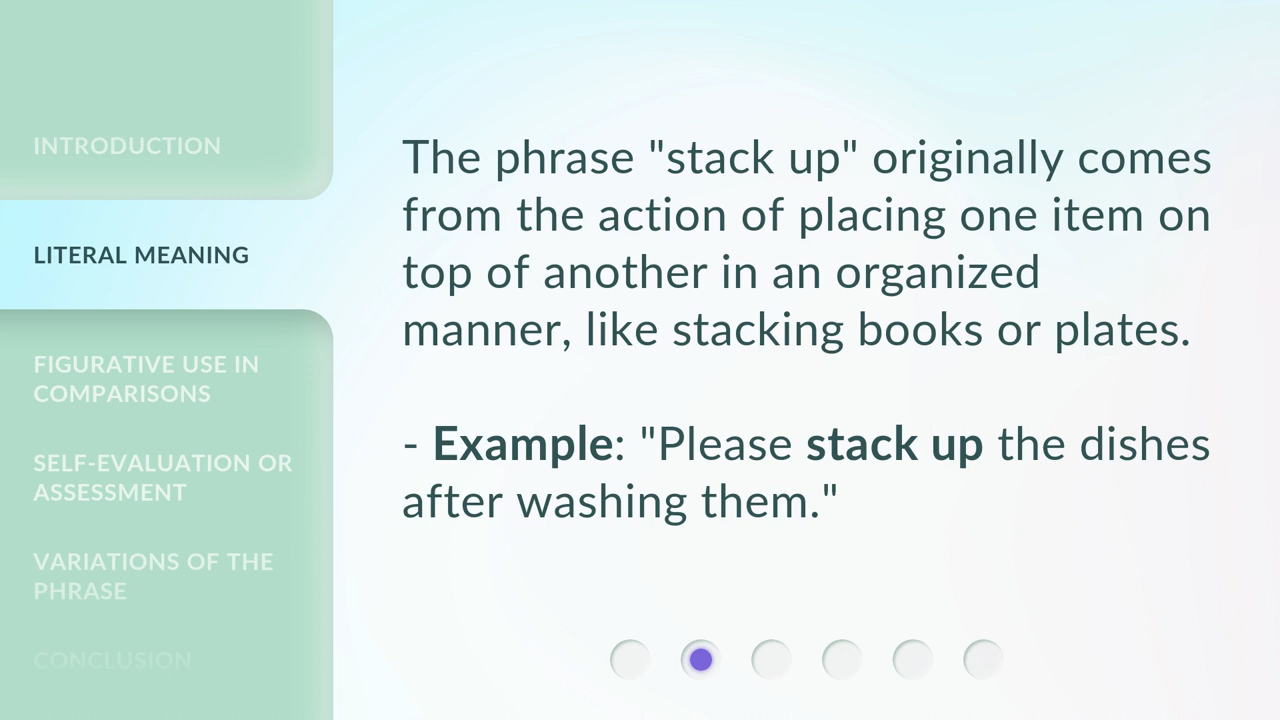 INTRODUCTION
LITERAL MEANING
FIGURATIVE USE IN
COMPARISONS
SELF-EVALUATION OR
ASSESSMENT
VARIATIONS OF THE
PHRASE
CONCLUSION
The phrase "stack up" originally comes
from the action of placing one item on
top of another in an organized
manner, like stacking books or plates.
- Example: "Please stack up the dishes
after washing them."